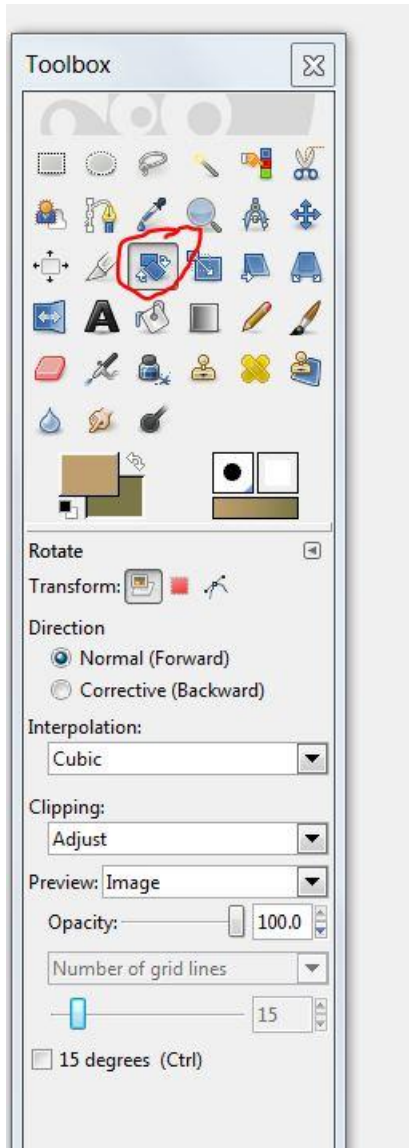 Toolbox
Rotate
Transform:
Direction
Normal (Forward)
Corrective (Backward)
Interpolation:
Cubic
Clipping:
Adjust
Preview: Image
Opacity: 100.0
Number of grid lines
15
15 degrees (Ctrl)